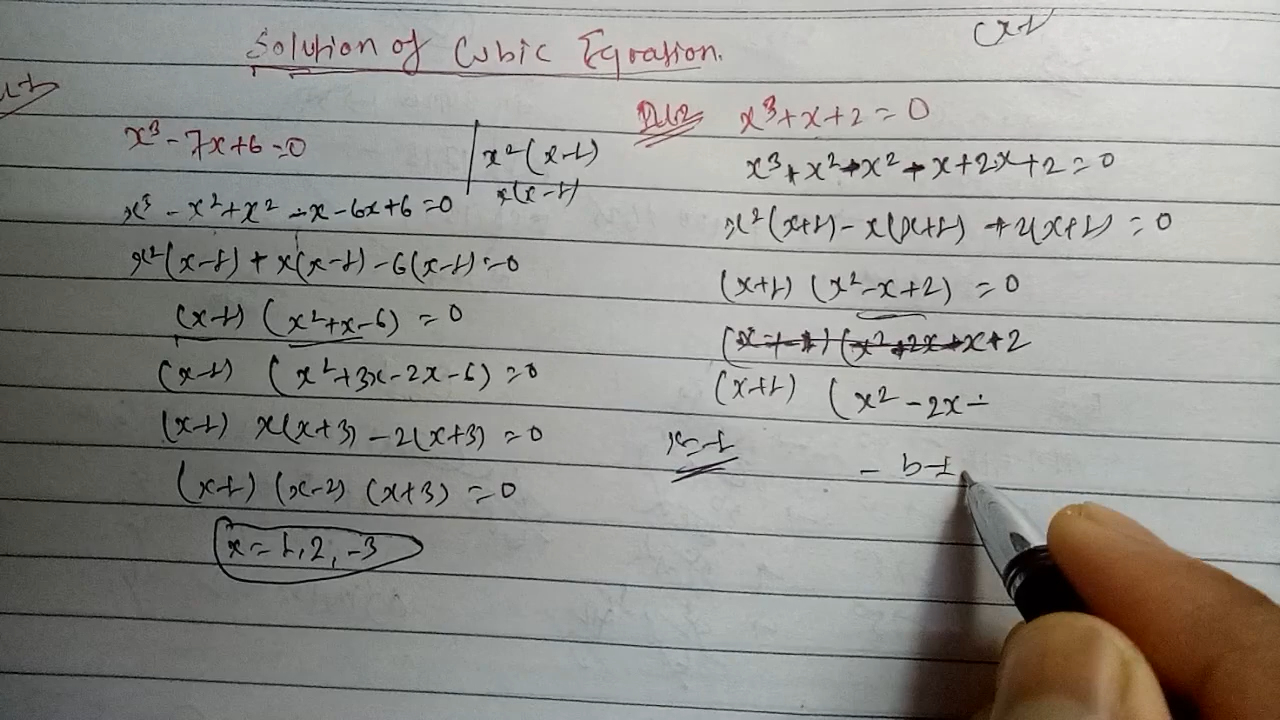 (x-1
Solution of Cubic Equation.
x³ - 7x + 6 = 0
x²(x-1)
x(x-1)
x³ - x² + x² - x - 6x + 6 = 0
x²(x-1) + x(x-1) - 6(x-1) = 0
(x-1) (x² + x - 6) = 0
(x-1) (x² + 3x - 2x - 6) = 0
(x-1) x(x+3) - 2(x+3) = 0
(x-1) (x-2) (x+3) = 0
x = 1, 2, -3
x³ + x + 2 = 0
x³ + x² - x² - x + 2x + 2 = 0
x²(x+1) - x(x+1) + 2(x+1) = 0
(x+1) (x² - x + 2) = 0
x + 2
(x+1) (x² - 2x +
x = -1
- b ±